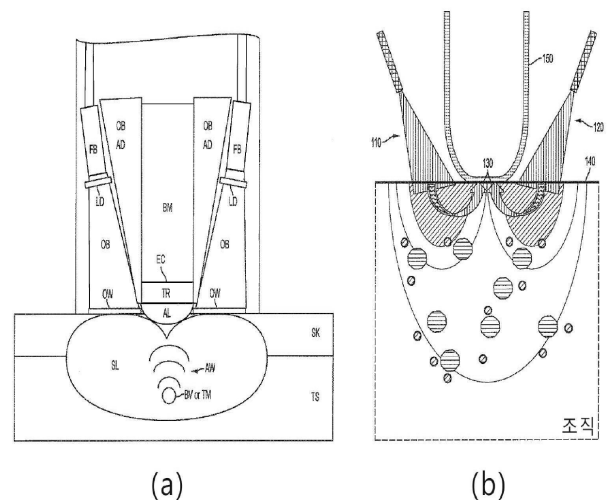 OB
AD
OB
AD
FB
FB
LD
LD
BM
OB
OB
EC
TR
OW
OW
AL
SK
SL
AW
BV or TM
TS
(a)
150
110
120
130
140
조직
(b)